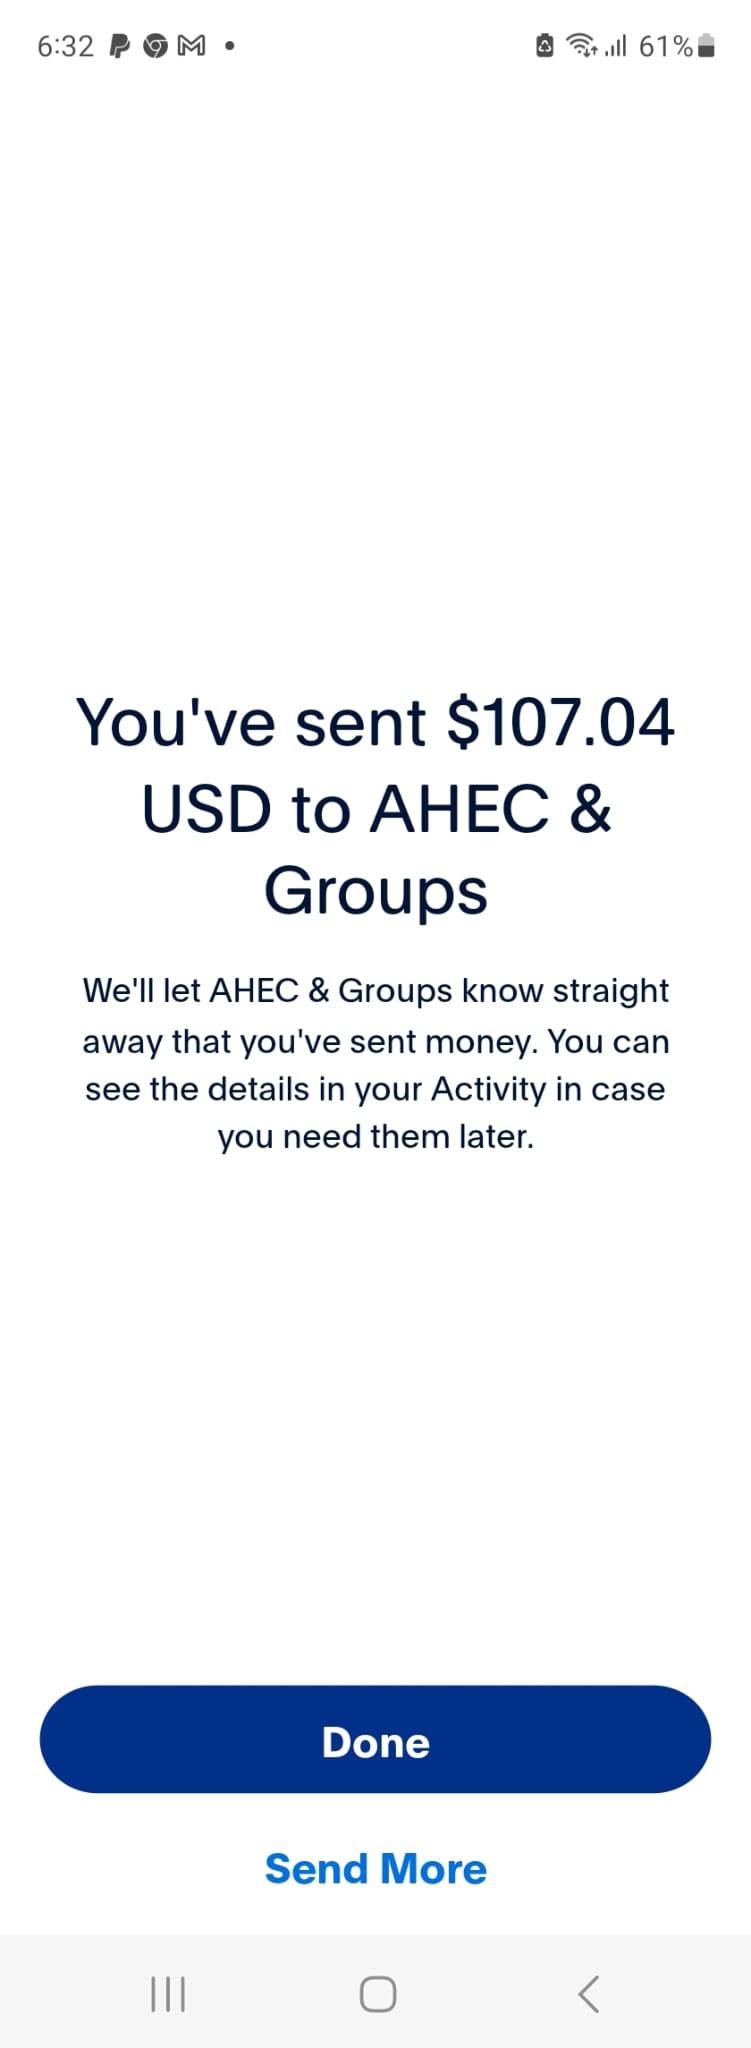 6:32 61%
You've sent $107.04
USD to AHEC &
Groups
We'll let AHEC & Groups know straight
away that you've sent money. You can
see the details in your Activity in case
you need them later.
Done
Send More